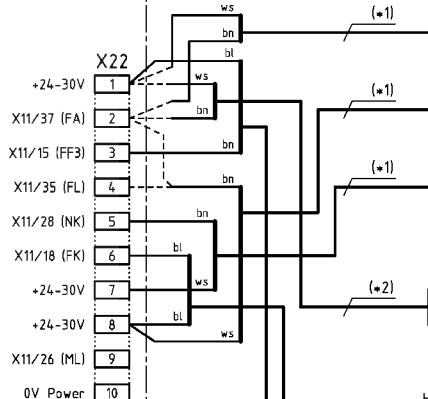 ws
(*1)
bn
X22
bl
+24-30V
1
ws
X11/37 (FA)
2
bn
(*1)
X11/15 (FF3)
3
bn
X11/35 (FL)
4
bn
(*1)
X11/28 (NK)
5
bn
X11/18 (FK)
6
bl
+24-30V
7
ws
(*2)
+24-30V
8
bl
ws
X11/26 (ML)
9
0V Power
10